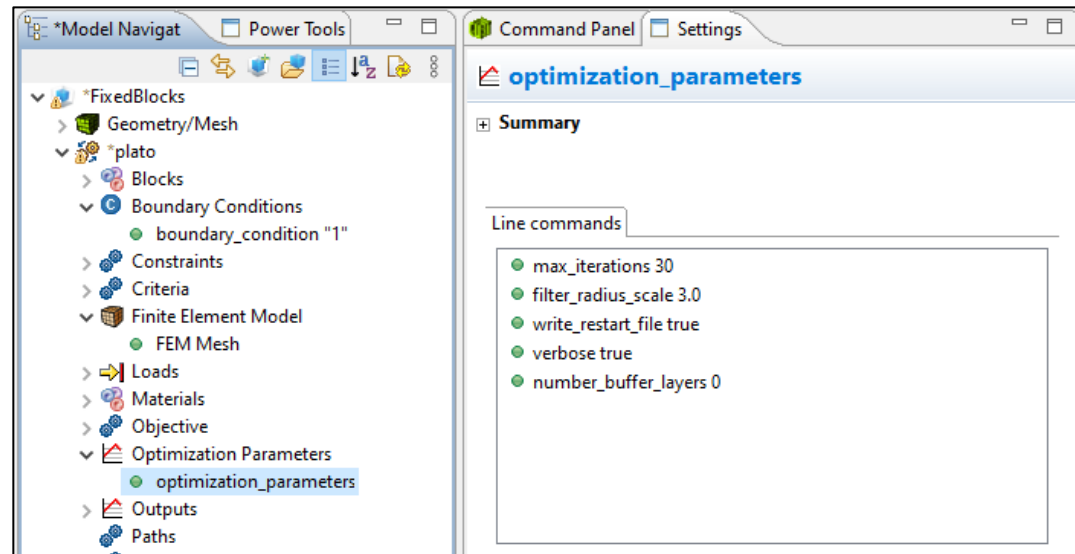 *Model Navigat
Power Tools
*FixedBlocks
Geometry/Mesh
*plato
Blocks
Boundary Conditions
boundary_condition "1"
Constraints
Criteria
Finite Element Model
FEM Mesh
Loads
Materials
Objective
Optimization Parameters
optimization_parameters
Outputs
Paths
Command Panel
Settings
optimization_parameters
Summary
Line commands
max_iterations 30
filter_radius_scale 3.0
write_restart_file true
verbose true
number_buffer_layers 0